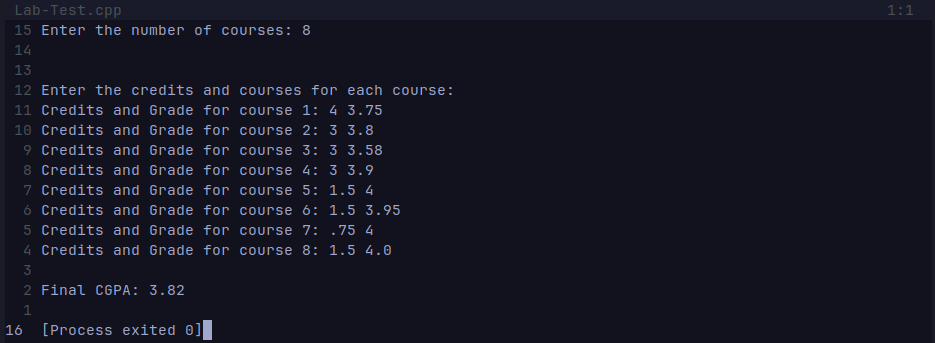 Lab-Test.cpp 1:1
15 Enter the number of courses: 8
14
13
12 Enter the credits and courses for each course:
11 Credits and Grade for course 1: 4 3.75
10 Credits and Grade for course 2: 3 3.8
9 Credits and Grade for course 3: 3 3.58
8 Credits and Grade for course 4: 3 3.9
7 Credits and Grade for course 5: 1.5 4
6 Credits and Grade for course 6: 1.5 3.95
5 Credits and Grade for course 7: .75 4
4 Credits and Grade for course 8: 1.5 4.0
3
2 Final CGPA: 3.82
1
16 [Process exited 0]